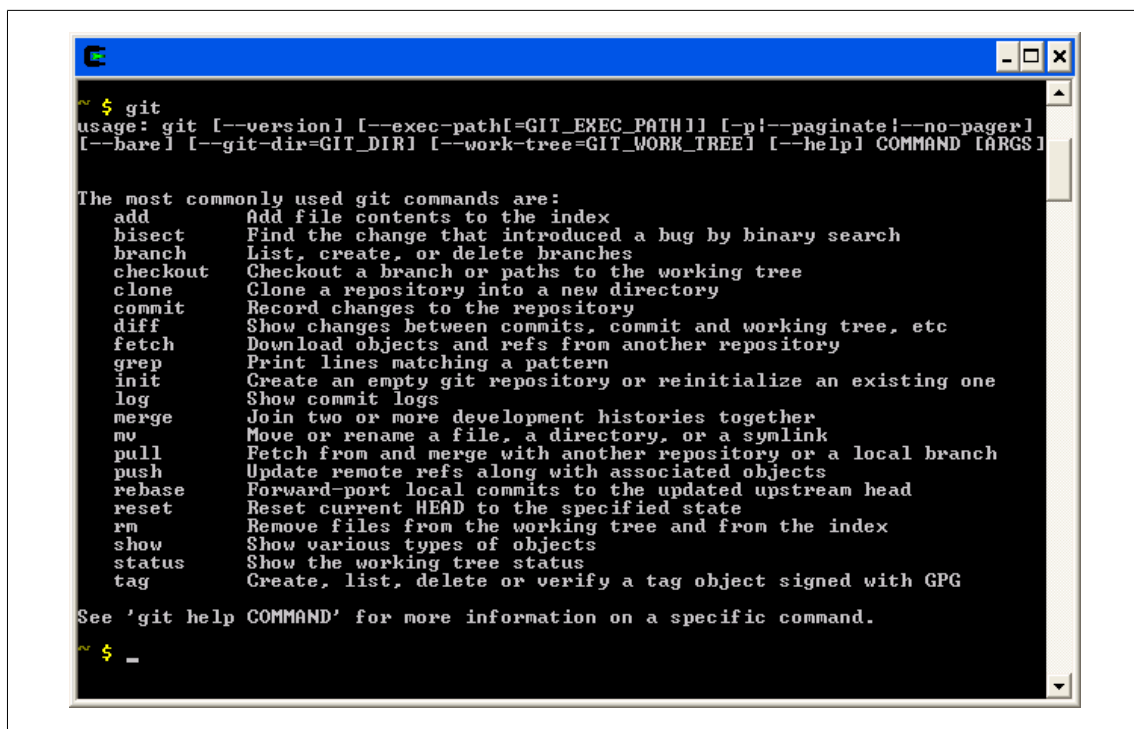 ~ $ git
usage: git [--version] [--exec-path[=GIT_EXEC_PATH]] [-p|--paginate|--no-pager]
[--bare] [--git-dir=GIT_DIR] [--work-tree=GIT_WORK_TREE] [--help] COMMAND [ARGS]
The most commonly used git commands are:
add Add file contents to the index
bisect Find the change that introduced a bug by binary search
branch List, create, or delete branches
checkout Checkout a branch or paths to the working tree
clone Clone a repository into a new directory
commit Record changes to the repository
diff Show changes between commits, commit and working tree, etc
fetch Download objects and refs from another repository
grep Print lines matching a pattern
init Create an empty git repository or reinitialize an existing one
log Show commit logs
merge Join two or more development histories together
mv Move or rename a file, a directory, or a symlink
pull Fetch from and merge with another repository or a local branch
push Update remote refs along with associated objects
rebase Forward-port local commits to the updated upstream head
reset Reset current HEAD to the specified state
rm Remove files from the working tree and from the index
show Show various types of objects
status Show the working tree status
tag Create, list, delete or verify a tag object signed with GPG
See 'git help COMMAND' for more information on a specific command.
~ $ _